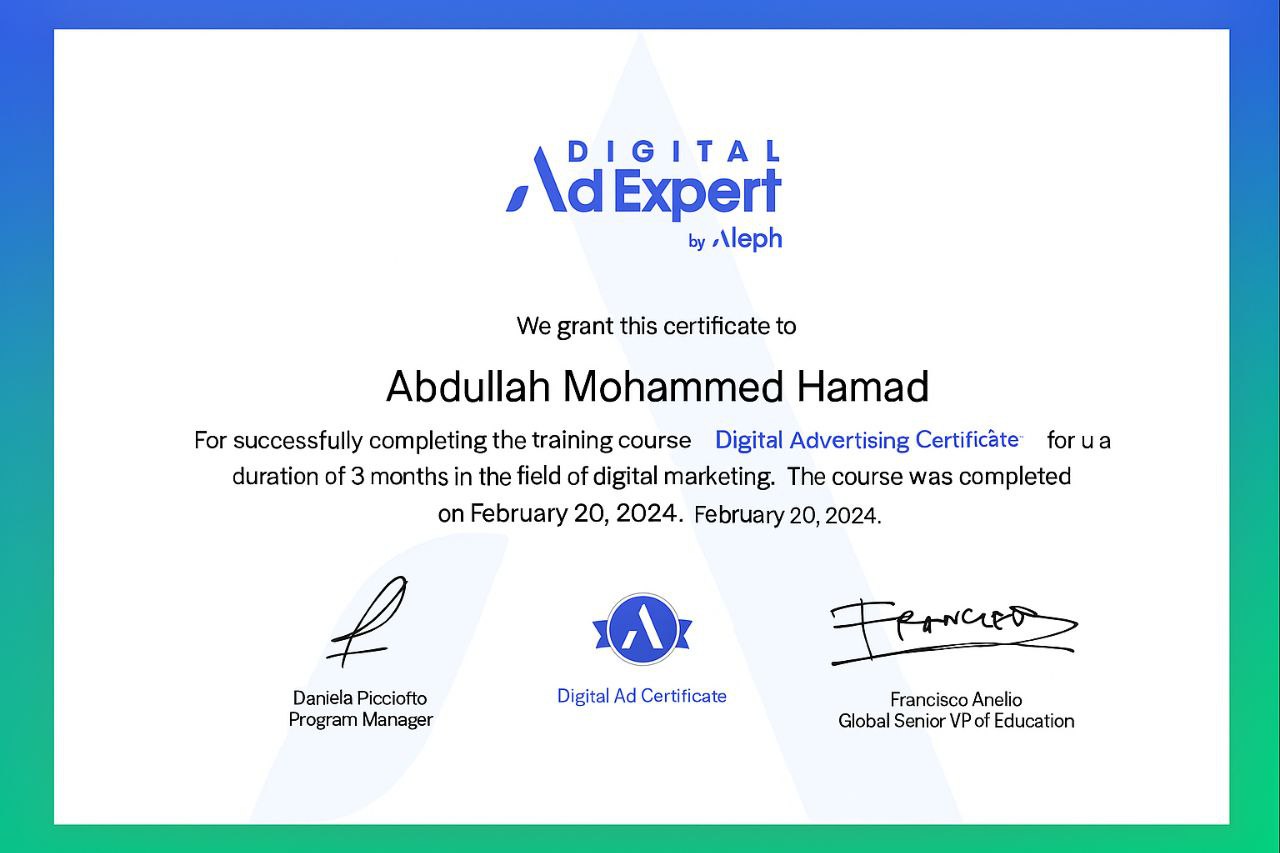 DIGITAL
Ad Expert
by Aleph
We grant this certificate to
Abdullah Mohammed Hamad
For successfully completing the training course Digital Advertising Certificâte for u a
duration of 3 months in the field of digital marketing. The course was completed
on February 20, 2024. February 20, 2024.
Francisco
Daniela Picciofto
Program Manager
Digital Ad Certificate
Francisco Anelio
Global Senior VP of Education